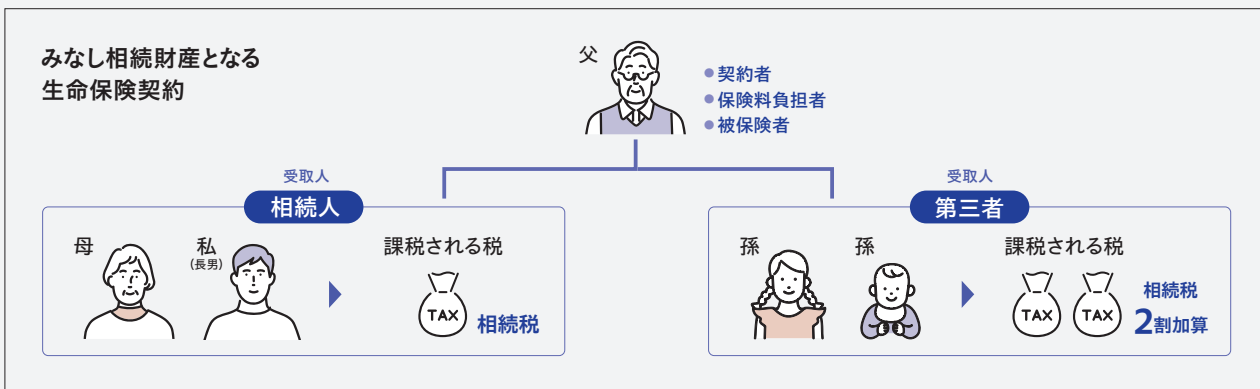 みなし相続財産となる
生命保険契約
父
●契約者
●保険料負担者
●被保険者
受取人
相続人
母
私
(長男)
課税される税
TAX
相続税
受取人
第三者
孫
孫
課税される税
TAX
TAX
相続税
2割加算